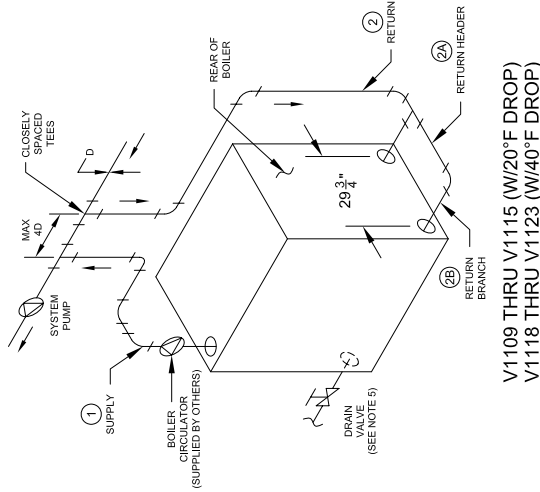 CLOSELY
SPACED
TEES
D
MAX
4D
SYSTEM
PUMP
1
SUPPLY
BOILER
CIRCULATOR
(SUPPLIED BY OTHERS)
DRAIN
VALVE
(SEE NOTE 5)
REAR OF
BOILER
2
RETURN
2A
RETURN HEADER
29 3/4"
2B
RETURN
BRANCH
V1109 THRU V1115 (W/20°F DROP)
V1118 THRU V1123 (W/40°F DROP)